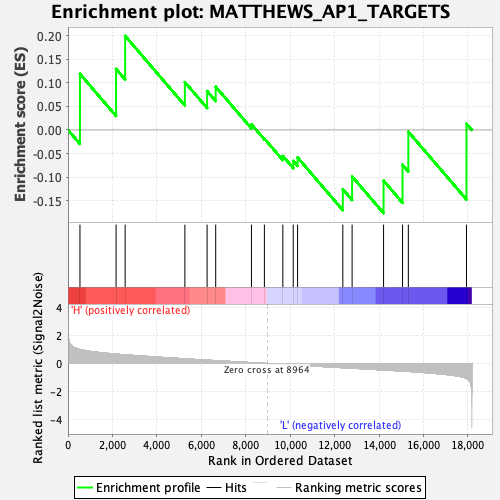 Enrichment plot: MATTHEWS_AP1_TARGETS
Enrichment score (ES)
0.20
0.15
0.10
0.05
0.00
-0.05
-0.10
-0.15
'H' (positively correlated)
Ranked list metric (Signal2Noise)
4
2
0
-2
-4
Zero cross at 8964
'L' (negatively correlated)
0 2,000 4,000 6,000 8,000 10,000 12,000 14,000 16,000 18,000
Rank in Ordered Dataset
Enrichment profile Hits Ranking metric scores